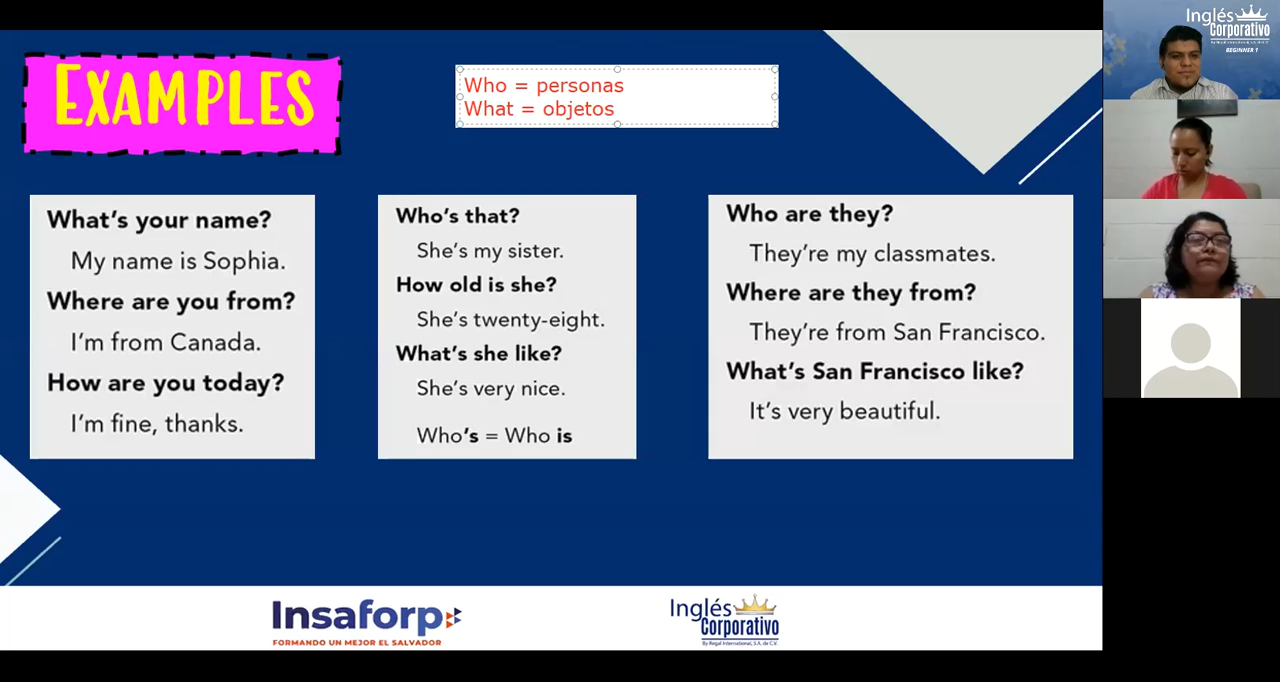 EXAMPLES
Who = personas
What = objetos
What's your name?
My name is Sophia.
Where are you from?
I'm from Canada.
How are you today?
I'm fine, thanks.
Who's that?
She's my sister.
How old is she?
She's twenty-eight.
What's she like?
She's very nice.
Who's = Who is
Who are they?
They're my classmates.
Where are they from?
They're from San Francisco.
What's San Francisco like?
It's very beautiful.
Insaforp
FORMANDO UN MEJOR EL SALVADOR
Inglés
Corporativo
By Regal International, S.A. de C.V.
Inglés
Corporativo
By Regal International, S.A. de C.V.
BEGINNER 1